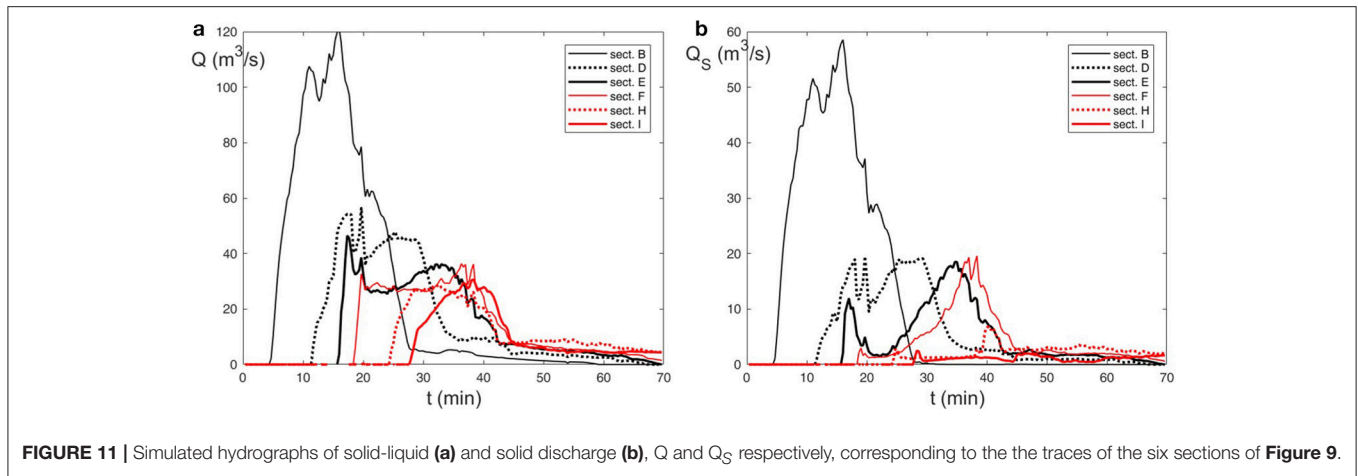 a
120
Q (m³/s)
100
80
60
40
20
0
0 10 20 30 40 50 60 70
t (min)
sect. B
sect. D
sect. E
sect. F
sect. H
sect. I
b
60
Q_S (m³/s)
50
40
30
20
10
0
0 10 20 30 40 50 60 70
t (min)
sect. B
sect. D
sect. E
sect. F
sect. H
sect. I
FIGURE 11 | Simulated hydrographs of solid-liquid (a) and solid discharge (b), Q and Q_S respectively, corresponding to the the traces of the six sections of Figure 9.